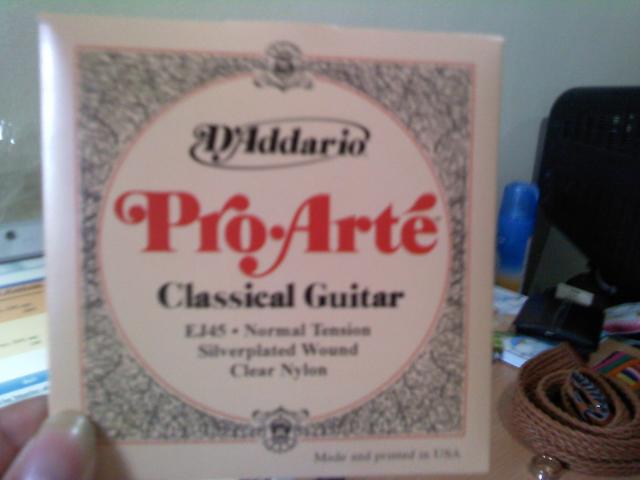 D'Addario
Pro·Arté
Classical Guitar
EJ45 • Normal Tension
Silverplated Wound
Clear Nylon
Made and printed in USA